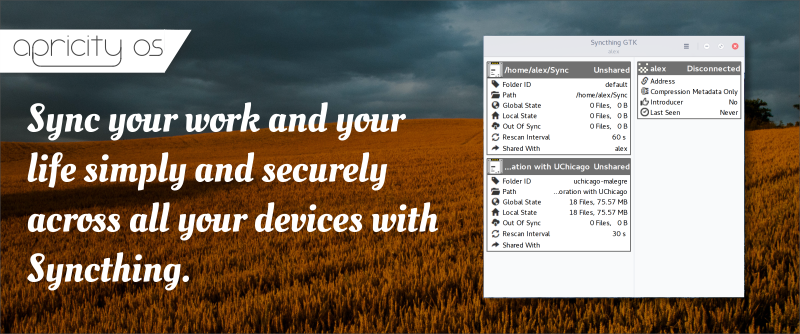 apricity os
Sync your work and your
life simply and securely
across all your devices with
Syncthing.
Syncthing GTK
alex
/home/alex/Sync Unshared
Folder ID default
Path /home/alex/Sync
Global State 0 Files, 0 B
Local State 0 Files, 0 B
Out Of Sync 0 Files, 0 B
Rescan Interval 60 s
Shared With alex
...ation with UChicago Unshared
Folder ID uchicago-malegre
Path ...oration with UChicago
Global State 18 Files, 75.57 MB
Local State 18 Files, 75.57 MB
Out Of Sync 0 Files, 0 B
Rescan Interval 30 s
Shared With
alex Disconnected
Address
Compression Metadata Only
Introducer No
Last Seen Never